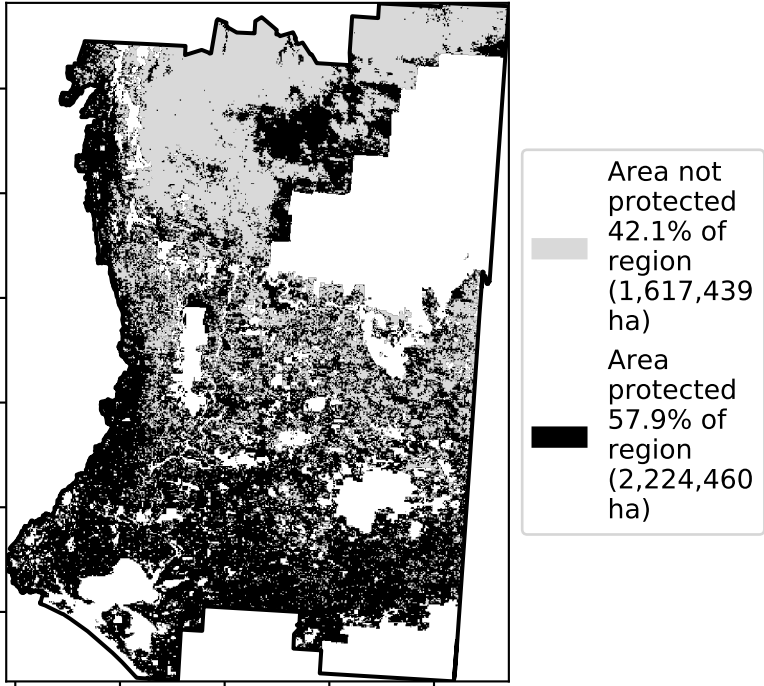 Area not
protected
42.1% of
region
(1,617,439
ha)
Area
protected
57.9% of
region
(2,224,460
ha)